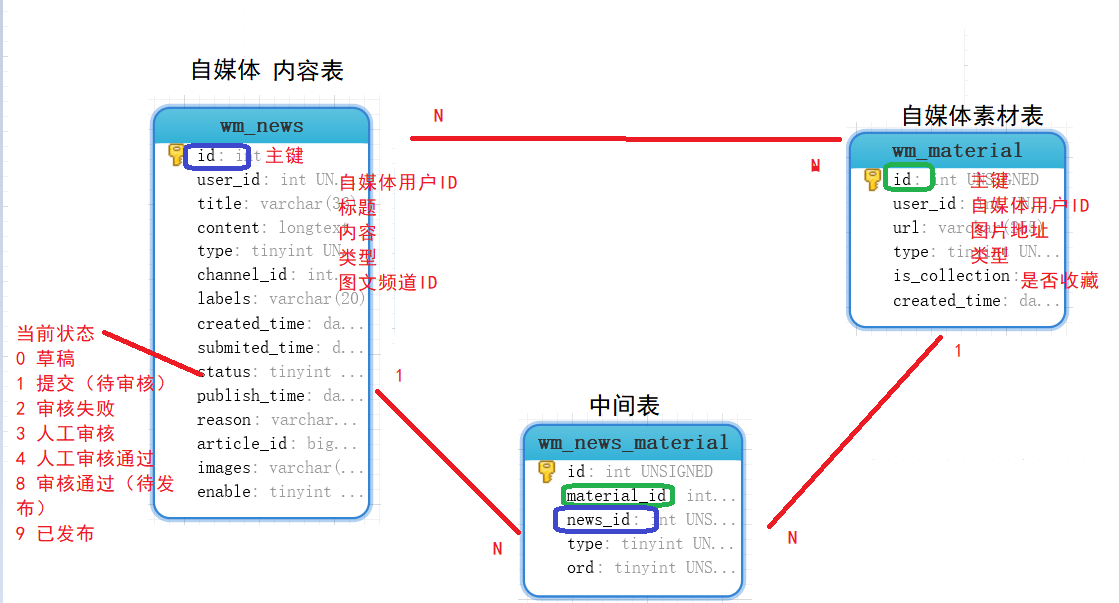 自媒体 内容表
wm_news
id: int 主键
user_id: int UN... 自媒体用户ID
title: varchar(36) 标题
content: longtext 内容
type: tinyint UN... 类型
channel_id: int... 图文频道ID
labels: varchar(20)
created_time: da...
submited_time: d...
status: tinyint ...
publish_time: da...
reason: varchar...
article_id: big...
images: varchar(...
enable: tinyint ...
当前状态
0 草稿
1 提交（待审核）
2 审核失败
3 人工审核
4 人工审核通过
8 审核通过（待发
布）
9 已发布
N
N
自媒体素材表
wm_material
id: int UNSIGNED 主键
user_id: 自媒体用户ID
url: varchar 图片地址
type: tinyint UN... 类型
is_collection: 是否收藏
created_time: da...
1
N
1
N
中间表
wm_news_material
id: int UNSIGNED
material_id: int...
news_id: int UNS...
type: tinyint UN...
ord: tinyint UNS...